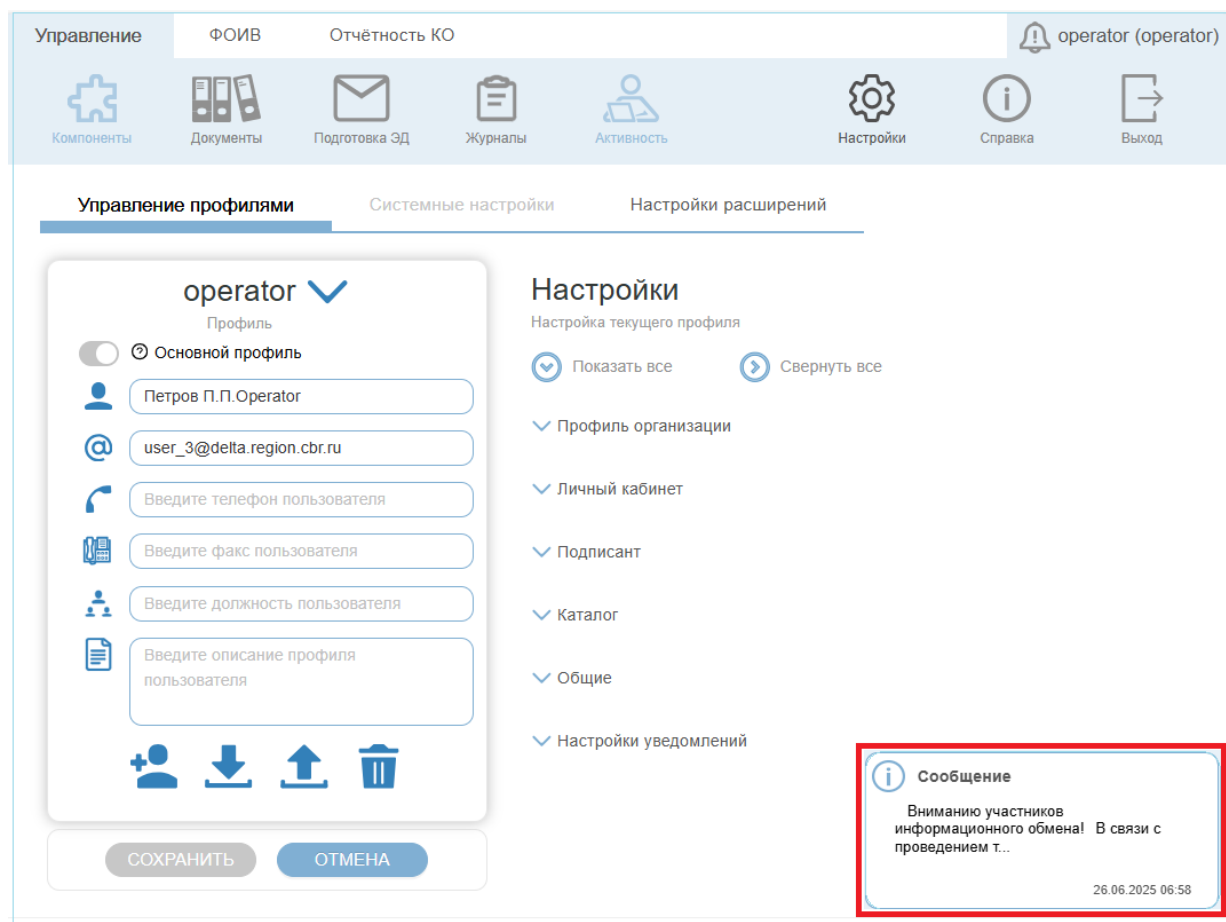 Управление ФОИВ Отчётность КО operator (operator)
Компоненты Документы Подготовка ЭД Журналы Активность Настройки Справка Выход
Управление профилями Системные настройки Настройки расширений
operator
Профиль
Основной профиль
Петров П.П.Operator
user_3@delta.region.cbr.ru
Введите телефон пользователя
Введите факс пользователя
Введите должность пользователя
Введите описание профиля
пользователя
СОХРАНИТЬ ОТМЕНА
Настройки
Настройка текущего профиля
Показать все Свернуть все
Профиль организации
Личный кабинет
Подписант
Каталог
Общие
Настройки уведомлений
Сообщение
Вниманию участников
информационного обмена! В связи с
проведением т...
26.06.2025 06:58